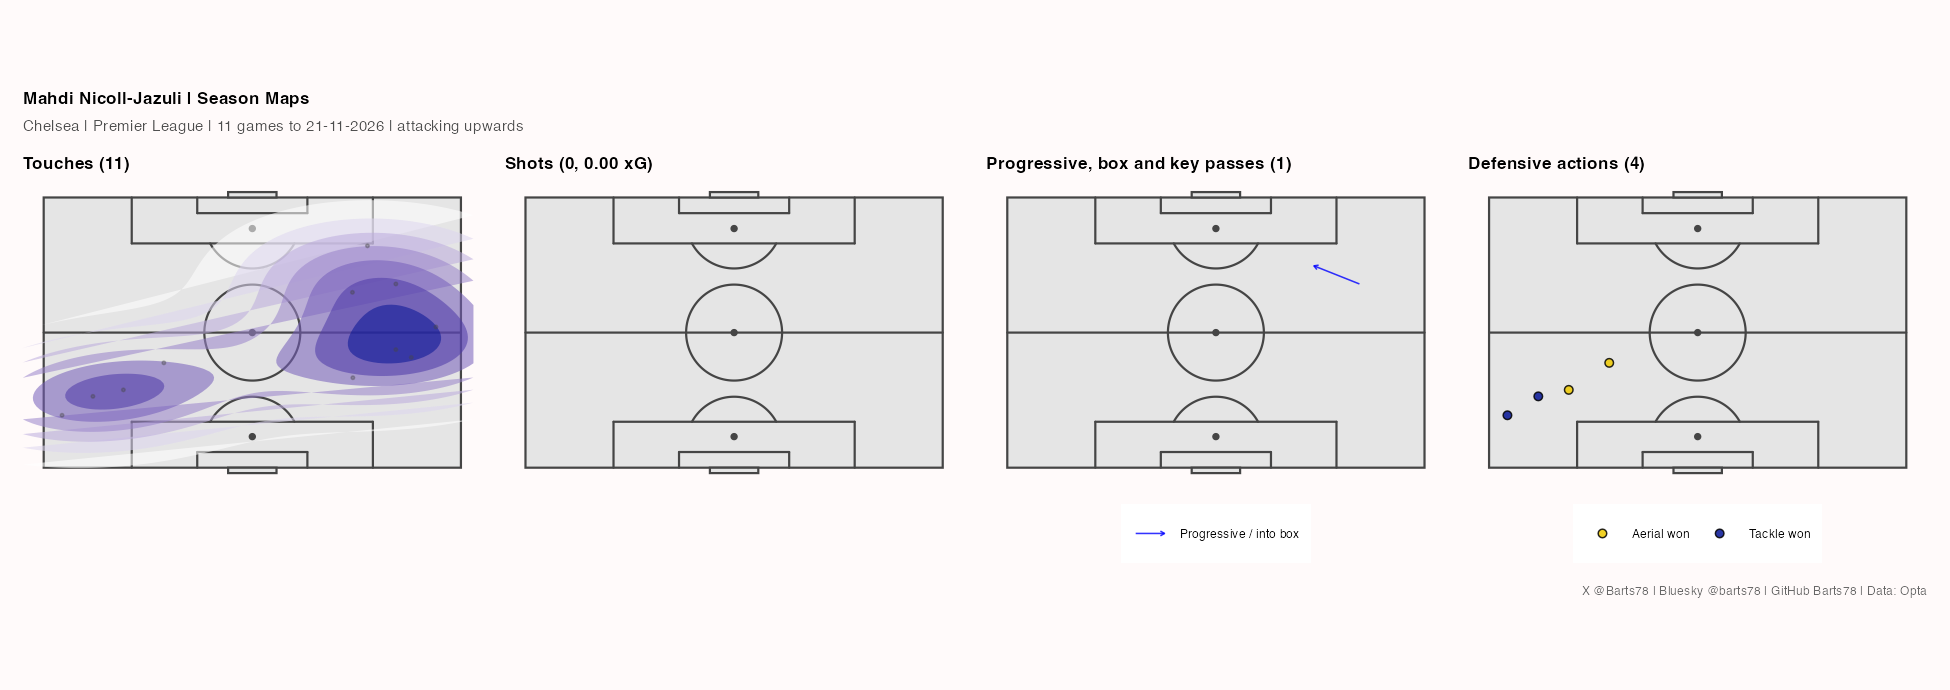 Mahdi Nicoll-Jazuli | Season Maps
Chelsea | Premier League | 11 games to 21-11-2026 | attacking upwards
Touches (11)
Shots (0, 0.00 xG)
Progressive, box and key passes (1)
Defensive actions (4)
Progressive / into box
Aerial won
Tackle won
X @Barts78 | Bluesky @barts78 | GitHub Barts78 | Data: Opta